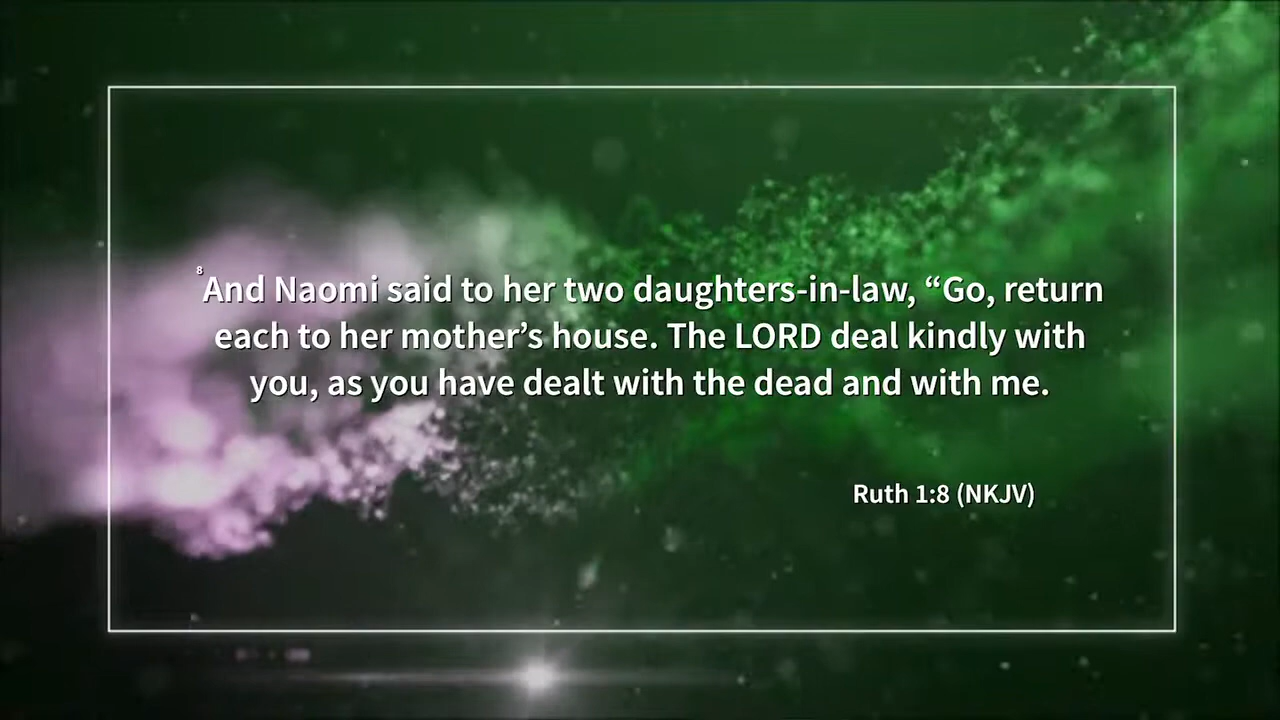 ⁸And Naomi said to her two daughters-in-law, “Go, return
each to her mother’s house. The LORD deal kindly with
you, as you have dealt with the dead and with me.
Ruth 1:8 (NKJV)